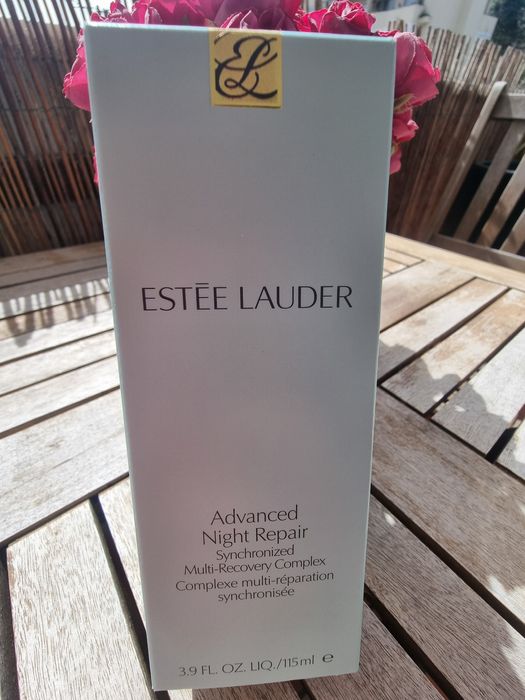 EL
ESTĒE LAUDER
Advanced
Night Repair
Synchronized
Multi-Recovery Complex
Complexe multi-réparation
synchronisée
3.9 FL. OZ. LIQ./115ml ℮